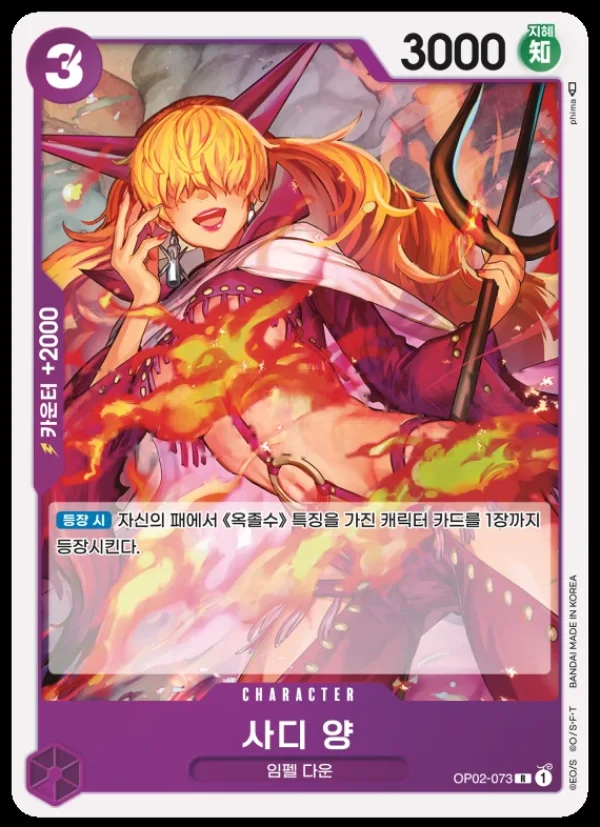 3
3000
지혜
知
phima
카운터 +2000
등장 시 자신의 패에서 《옥졸수》 특징을 가진 캐릭터 카드를 1장까지
등장시킨다.
CHARACTER
사디 양
임펠 다운
OP02-073 R 1
©E.O/S. ©O/S·F·T BANDAI MADE IN KOREA